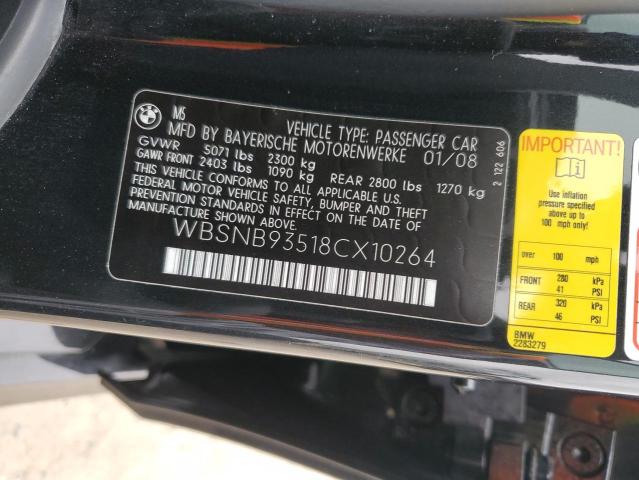 BMW
M5
VEHICLE TYPE: PASSENGER CAR
MFD BY BAYERISCHE MOTORENWERKE 01/08
GVWR 5071 lbs 2300 kg
GAWR FRONT 2403 lbs 1090 kg REAR 2800 lbs 1270 kg
THIS VEHICLE CONFORMS TO ALL APPLICABLE U.S.
FEDERAL MOTOR VEHICLE SAFETY,
BUMPER, AND THEFT PREVENTION STANDARDS
IN EFFECT ON THE DATE OF
MANUFACTURE SHOWN ABOVE.
WBSNB93518CX10264
2 122 606
IMPORTANT!
Use inflation
pressure specified
above up to
100 mph only!
over 100 mph
FRONT 280 kPa
41 PSI
REAR 320 kPa
46 PSI
BMW
2283279